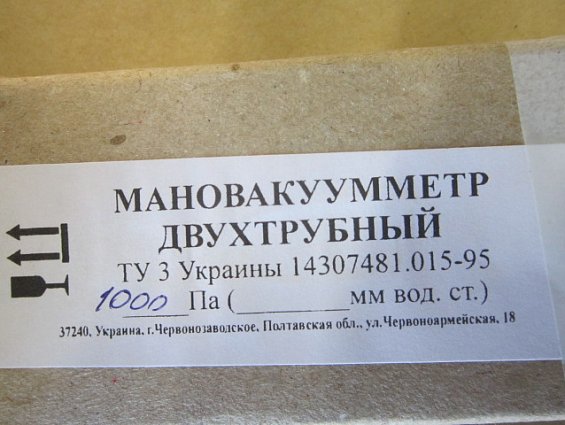 МАНОВАКУУММЕТР
ДВУХТРУБНЫЙ
ТУ 3 Украины 14307481.015-95
1000 Па (________мм вод. ст.)
37240, Украина, г.Червонозаводское, Полтавская обл., ул.Червоноармейская, 18